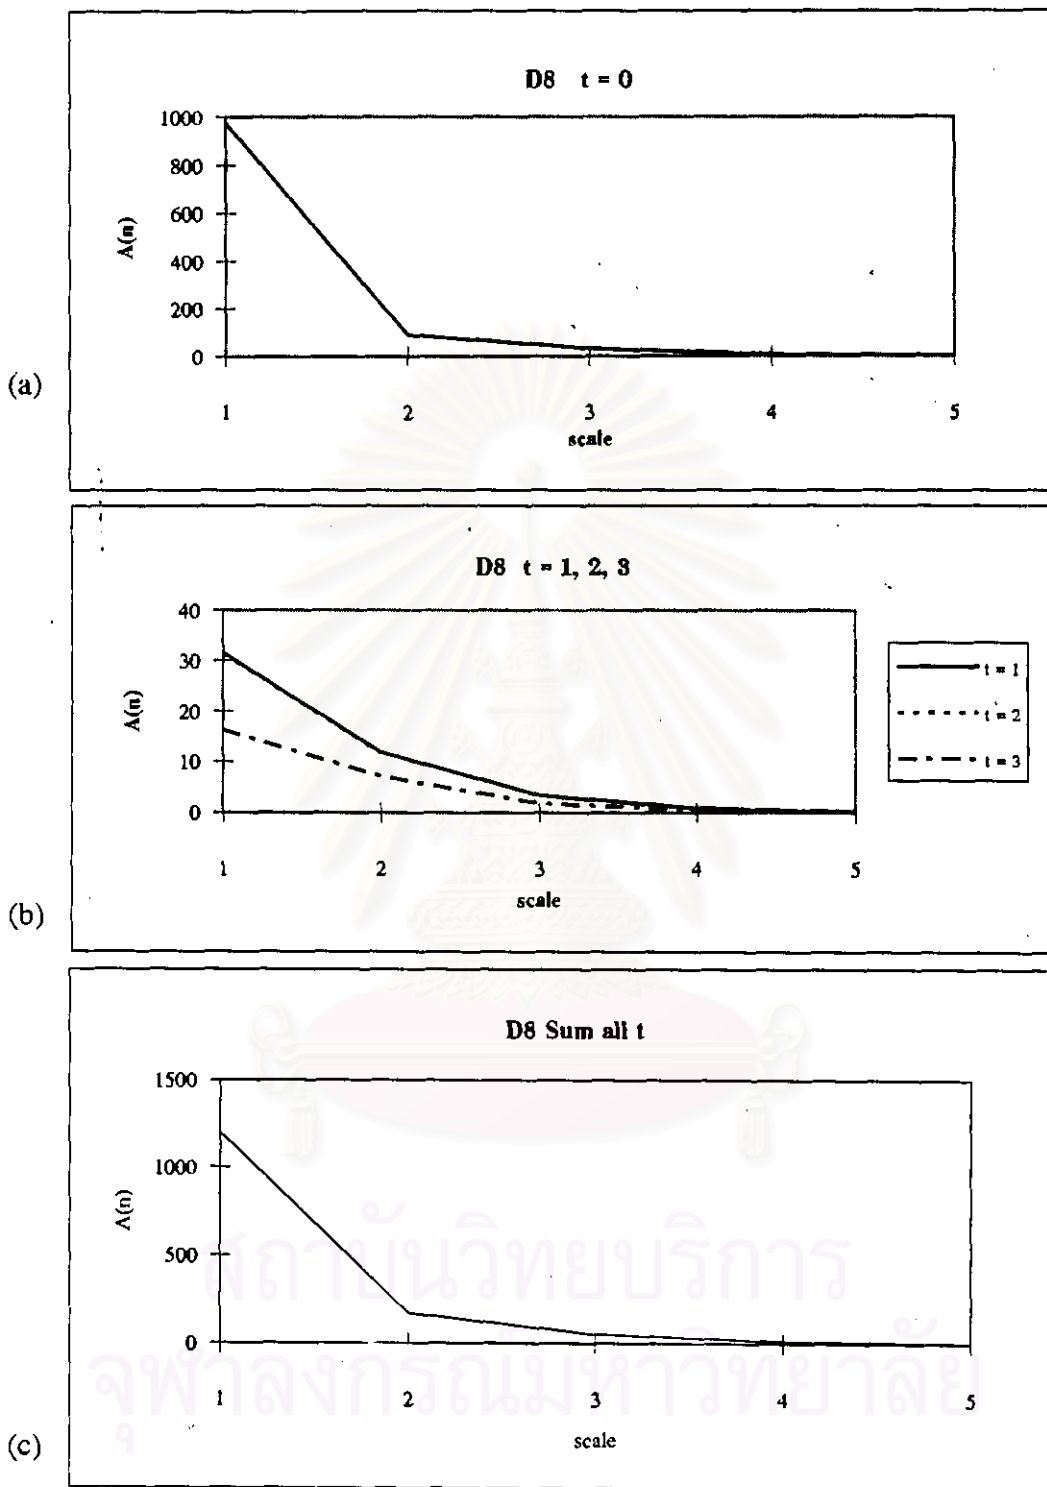 D8 t = 0
1000
800
600
400
200
0
A(n)
1 2 3 4 5
scale
(a)
D8 t = 1, 2, 3
40
30
20
10
0
A(n)
1 2 3 4 5
scale
t = 1
t = 2
t = 3
(b)
D8 Sum all t
1500
1000
500
0
A(n)
1 2 3 4 5
scale
(c)
สถาบันวิทยบริการ
จุฬาลงกรณ์มหาวิทยาลัย